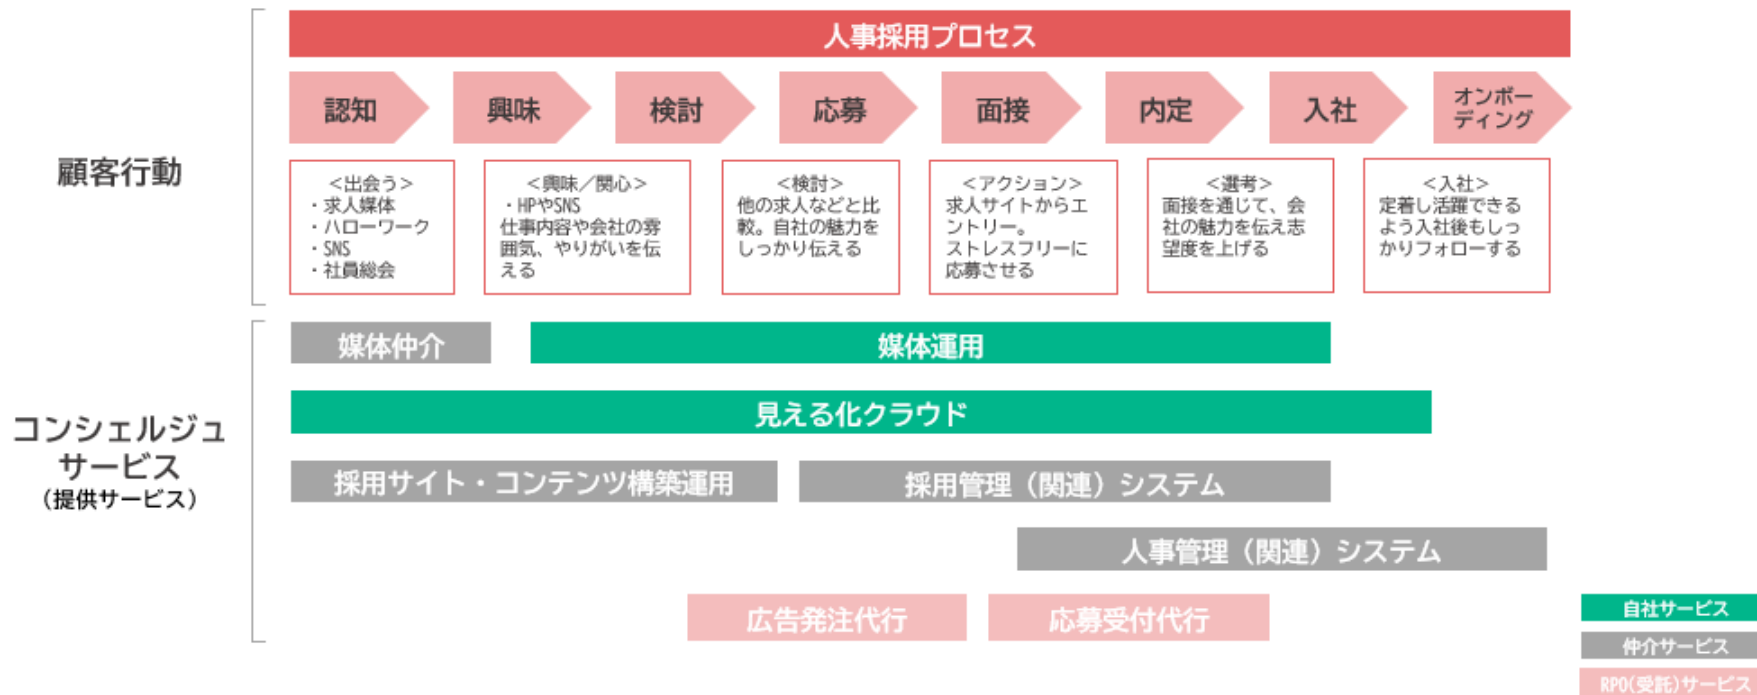 人事採用プロセス
認知
興味
検討
応募
面接
内定
入社
オンボー
ディング
顧客行動
＜出会う＞
・求人媒体
・ハローワーク
・SNS
・社員総会
＜興味／関心＞
・HPやSNS
仕事内容や会社の雰
囲気、やりがいを伝
える
＜検討＞
他の求人などと比
較。自社の魅力を
しっかり伝える
＜アクション＞
求人サイトからエ
ントリー。
ストレスフリーに
応募させる
＜選考＞
面接を通じて、会
社の魅力を伝え志
望度を上げる
＜入社＞
定着し活躍できる
よう入社後もしっ
かりフォローする
コンシェルジュ
サービス
（提供サービス）
媒体仲介
媒体運用
見える化クラウド
採用サイト・コンテンツ構築運用
採用管理（関連）システム
人事管理（関連）システム
広告発注代行
応募受付代行
自社サービス
仲介サービス
RPO(受託)サービス